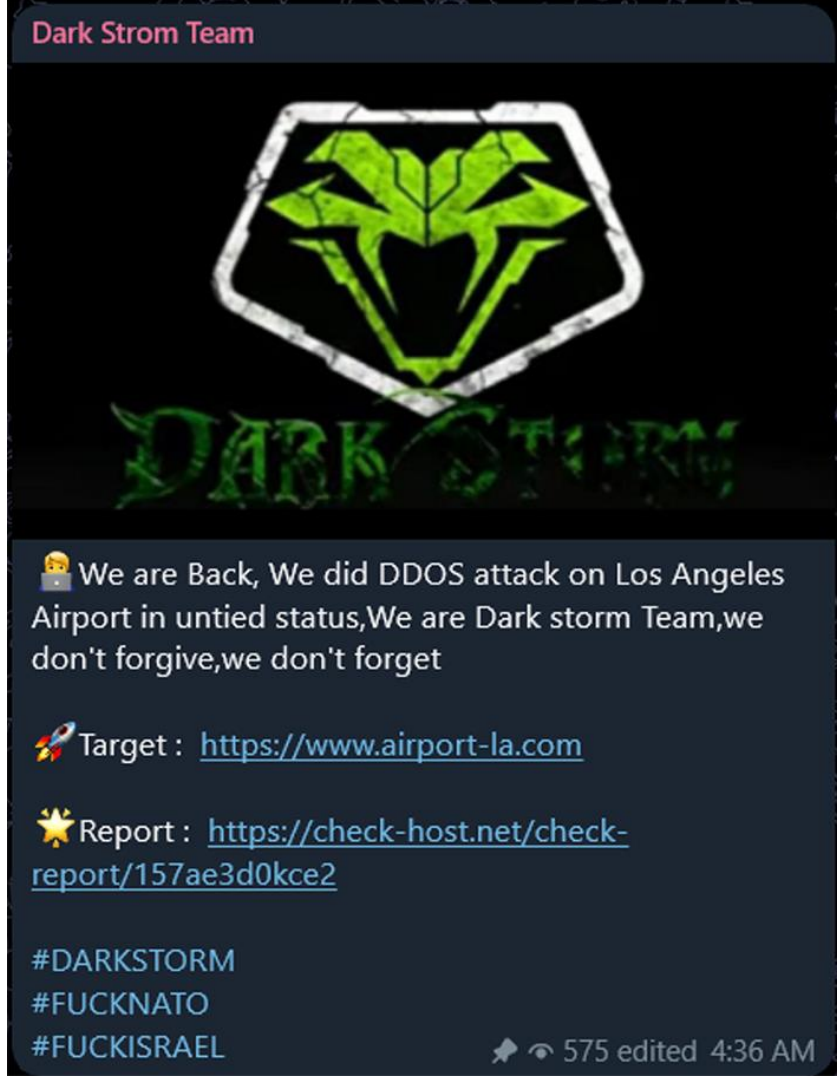 Dark Strom Team
DARK STORM
🧑‍💻We are Back, We did DDOS attack on Los Angeles
Airport in untied status,We are Dark storm Team,we
don't forgive,we don't forget
🚀Target : https://www.airport-la.com
🌟Report : https://check-host.net/check-
report/157ae3d0kce2
#DARKSTORM
#FUCKNATO
#FUCKISRAEL
575 edited 4:36 AM